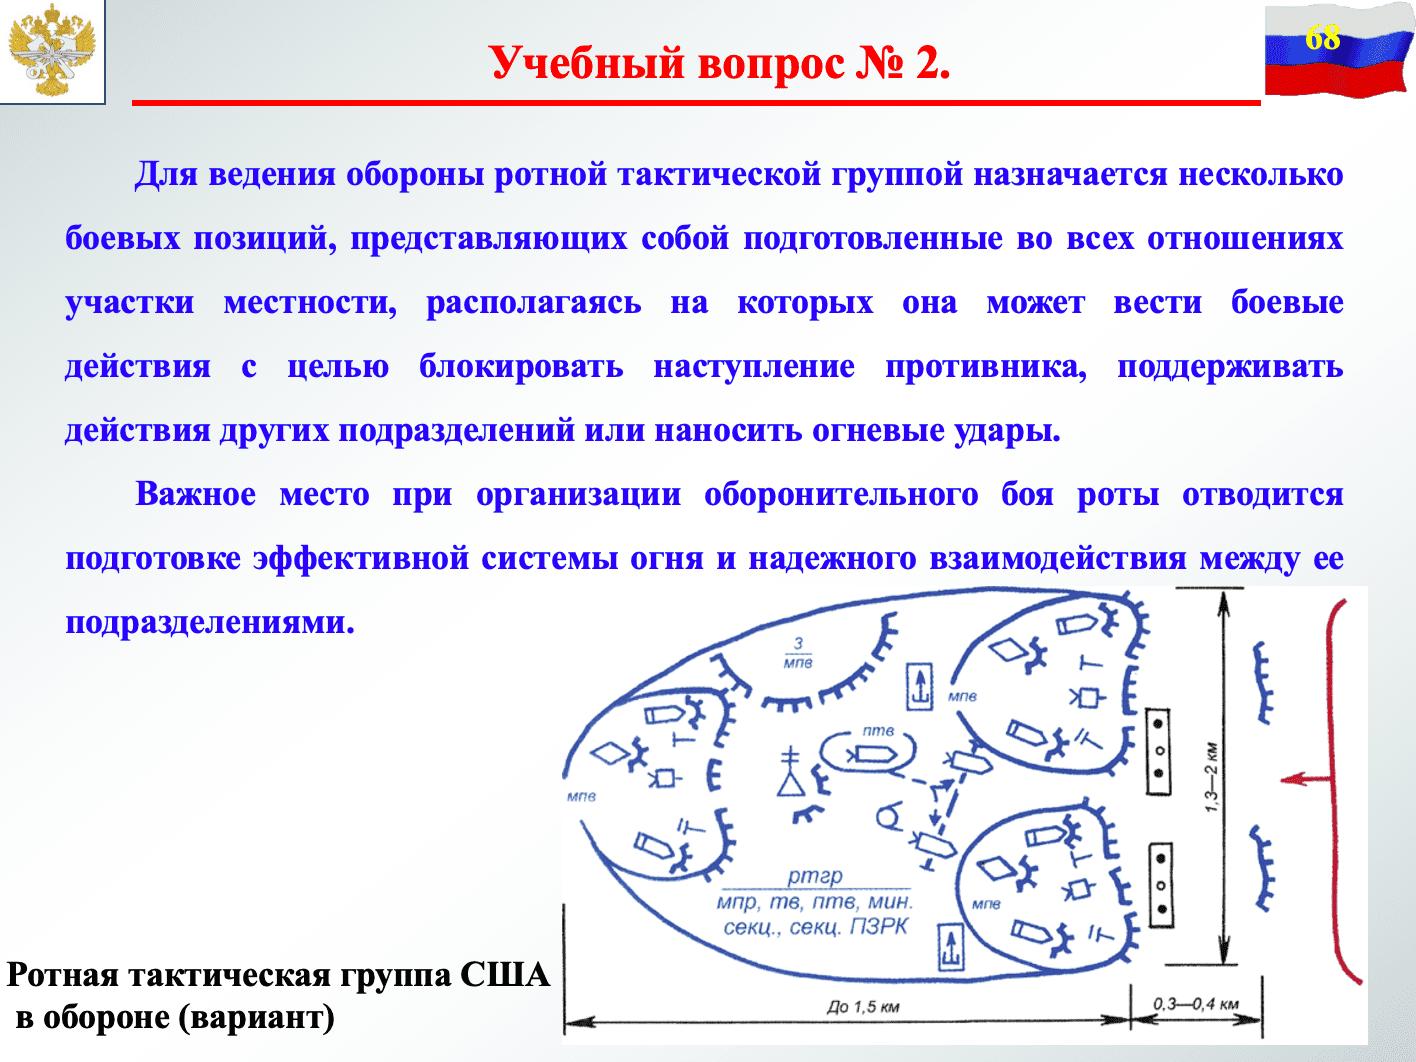 68
Учебный вопрос № 2.
Для ведения обороны ротной тактической группой назначается несколько
боевых позиций, представляющих собой подготовленные во всех отношениях
участки местности, располагаясь на которых она может вести боевые
действия с целью блокировать наступление противника, поддерживать
действия других подразделений или наносить огневые удары.
Важное место при организации оборонительного боя роты отводится
подготовке эффективной системы огня и надежного взаимодействия между ее
подразделениями.
3
мпв
мпв
птв
мпв
1,3—2 км
ртгр
мпр, тв, птв, мин.
секц., секц. ПЗРК
мпв
До 1,5 км
0,3—0,4 км
Ротная тактическая группа США
в обороне (вариант)